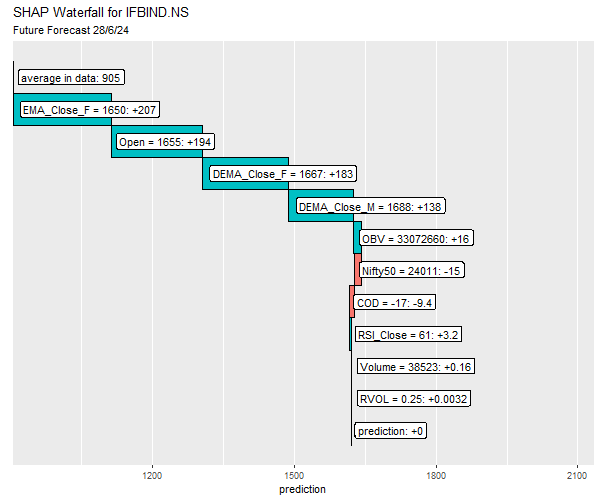 SHAP Waterfall for IFBIND.NS
Future Forecast 28/6/24
average in data: 905
EMA_Close_F = 1650: +207
Open = 1655: +194
DEMA_Close_F = 1667: +183
DEMA_Close_M = 1688: +138
OBV = 33072660: +16
Nifty50 = 24011: -15
COD = -17: -9.4
RSI_Close = 61: +3.2
Volume = 38523: +0.16
RVOL = 0.25: +0.0032
prediction: +0
1200 1500 1800 2100
prediction